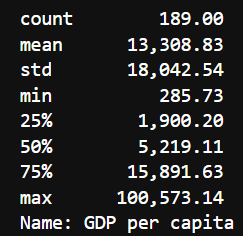 count 189.00
mean 13,308.83
std 18,042.54
min 285.73
25% 1,900.20
50% 5,219.11
75% 15,891.63
max 100,573.14
Name: GDP per capita